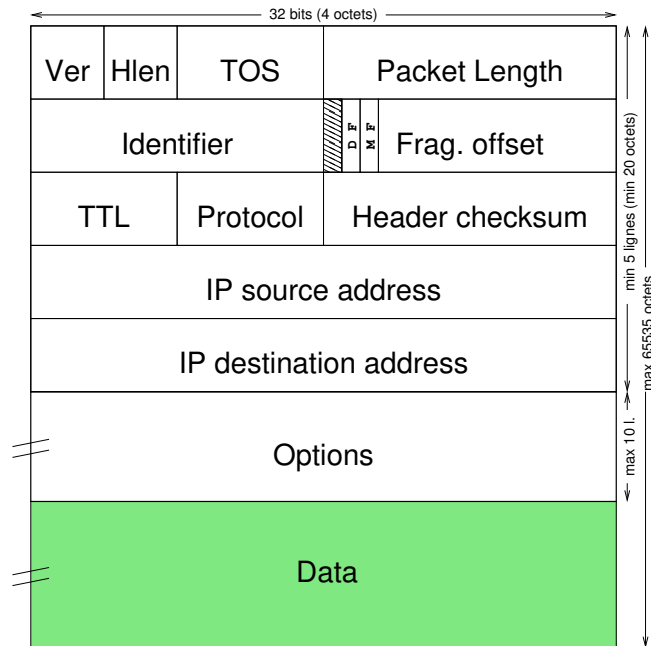 32 bits (4 octets)
Ver Hlen TOS Packet Length
Identifier D F M F Frag. offset
TTL Protocol Header checksum
IP source address
IP destination address
Options
Data
min 5 lignes (min 20 octets)
max 10 l.
max 65535 octets